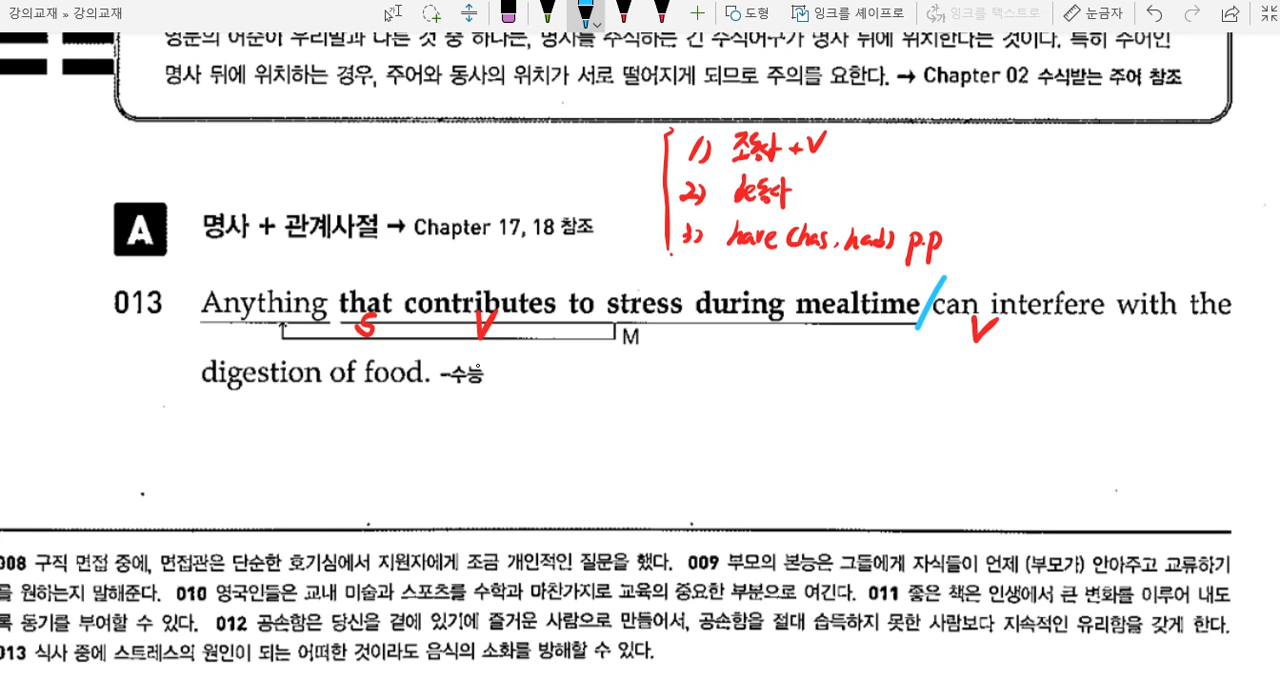 강의교재 » 강의교재
도형
잉크를 셰이프로
잉크를 텍스트로
눈금자
영문의 어순이 우리말과 다른 것 중 하나는, 명사를 수식하는 긴 수식어구가 명사 뒤에 위치한다는 것이다. 특히 주어인
명사 뒤에 위치하는 경우, 주어와 동사의 위치가 서로 떨어지게 되므로 주의를 요한다. → Chapter 02 수식받는 주어 참조
1) 조동사 + V
2) be동사
3) have (has, had) p.p
A 명사 + 관계사절 → Chapter 17, 18 참조
013 Anything that contributes to stress during mealtime / can interfere with the
S V M V
digestion of food. -수능
008 구직 면접 중에, 면접관은 단순한 호기심에서 지원자에게 조금 개인적인 질문을 했다. 009 부모의 본능은 그들에게 자식들이 언제 (부모가) 안아주고 교류하기
를 원하는지 말해준다. 010 영국인들은 교내 미술과 스포츠를 수학과 마찬가지로 교육의 중요한 부분으로 여긴다. 011 좋은 책은 인생에서 큰 변화를 이루어 내도
록 동기를 부여할 수 있다. 012 공손함은 당신을 곁에 있기에 즐거운 사람으로 만들어서, 공손함을 절대 습득하지 못한 사람보다 지속적인 유리함을 갖게 한다.
013 식사 중에 스트레스의 원인이 되는 어떠한 것이라도 음식의 소화를 방해할 수 있다.